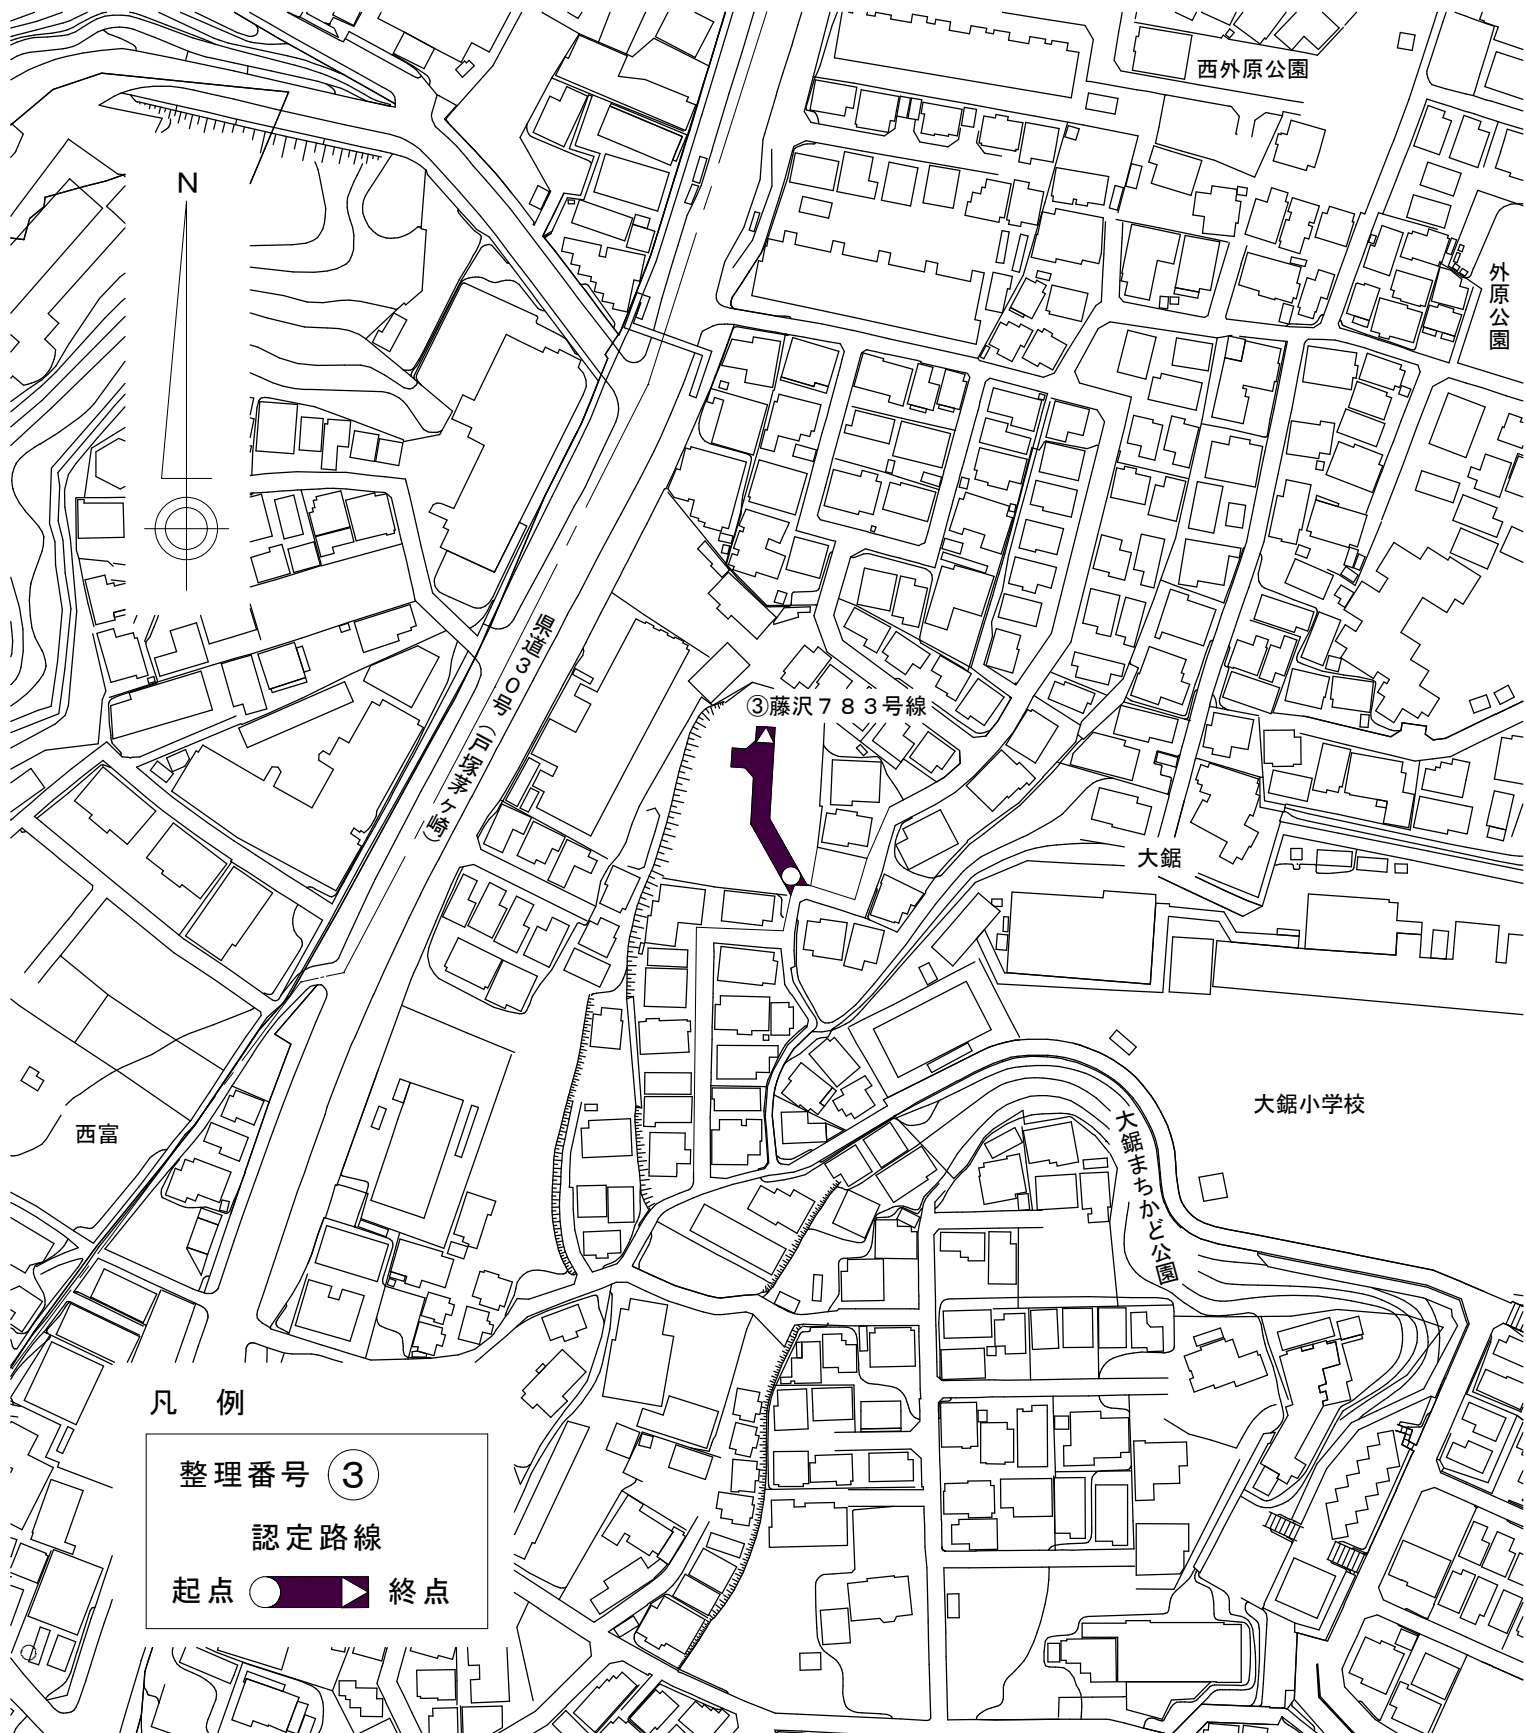 西外原公園
N
外原公園
県道３０号（戸塚茅ヶ崎）
③藤沢７８３号線
大鋸
大鋸小学校
西富
大鋸まちかど公園
凡 例
整理番号 ③
認定路線
起点 終点